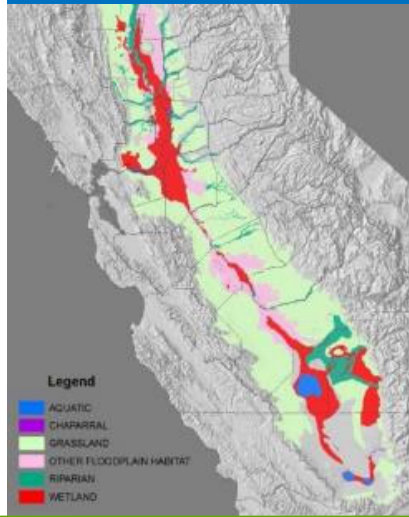 Legend
AQUATIC
CHAPARRAL
GRASSLAND
OTHER FLOODPLAIN HABITAT
RIPARIAN
WETLAND